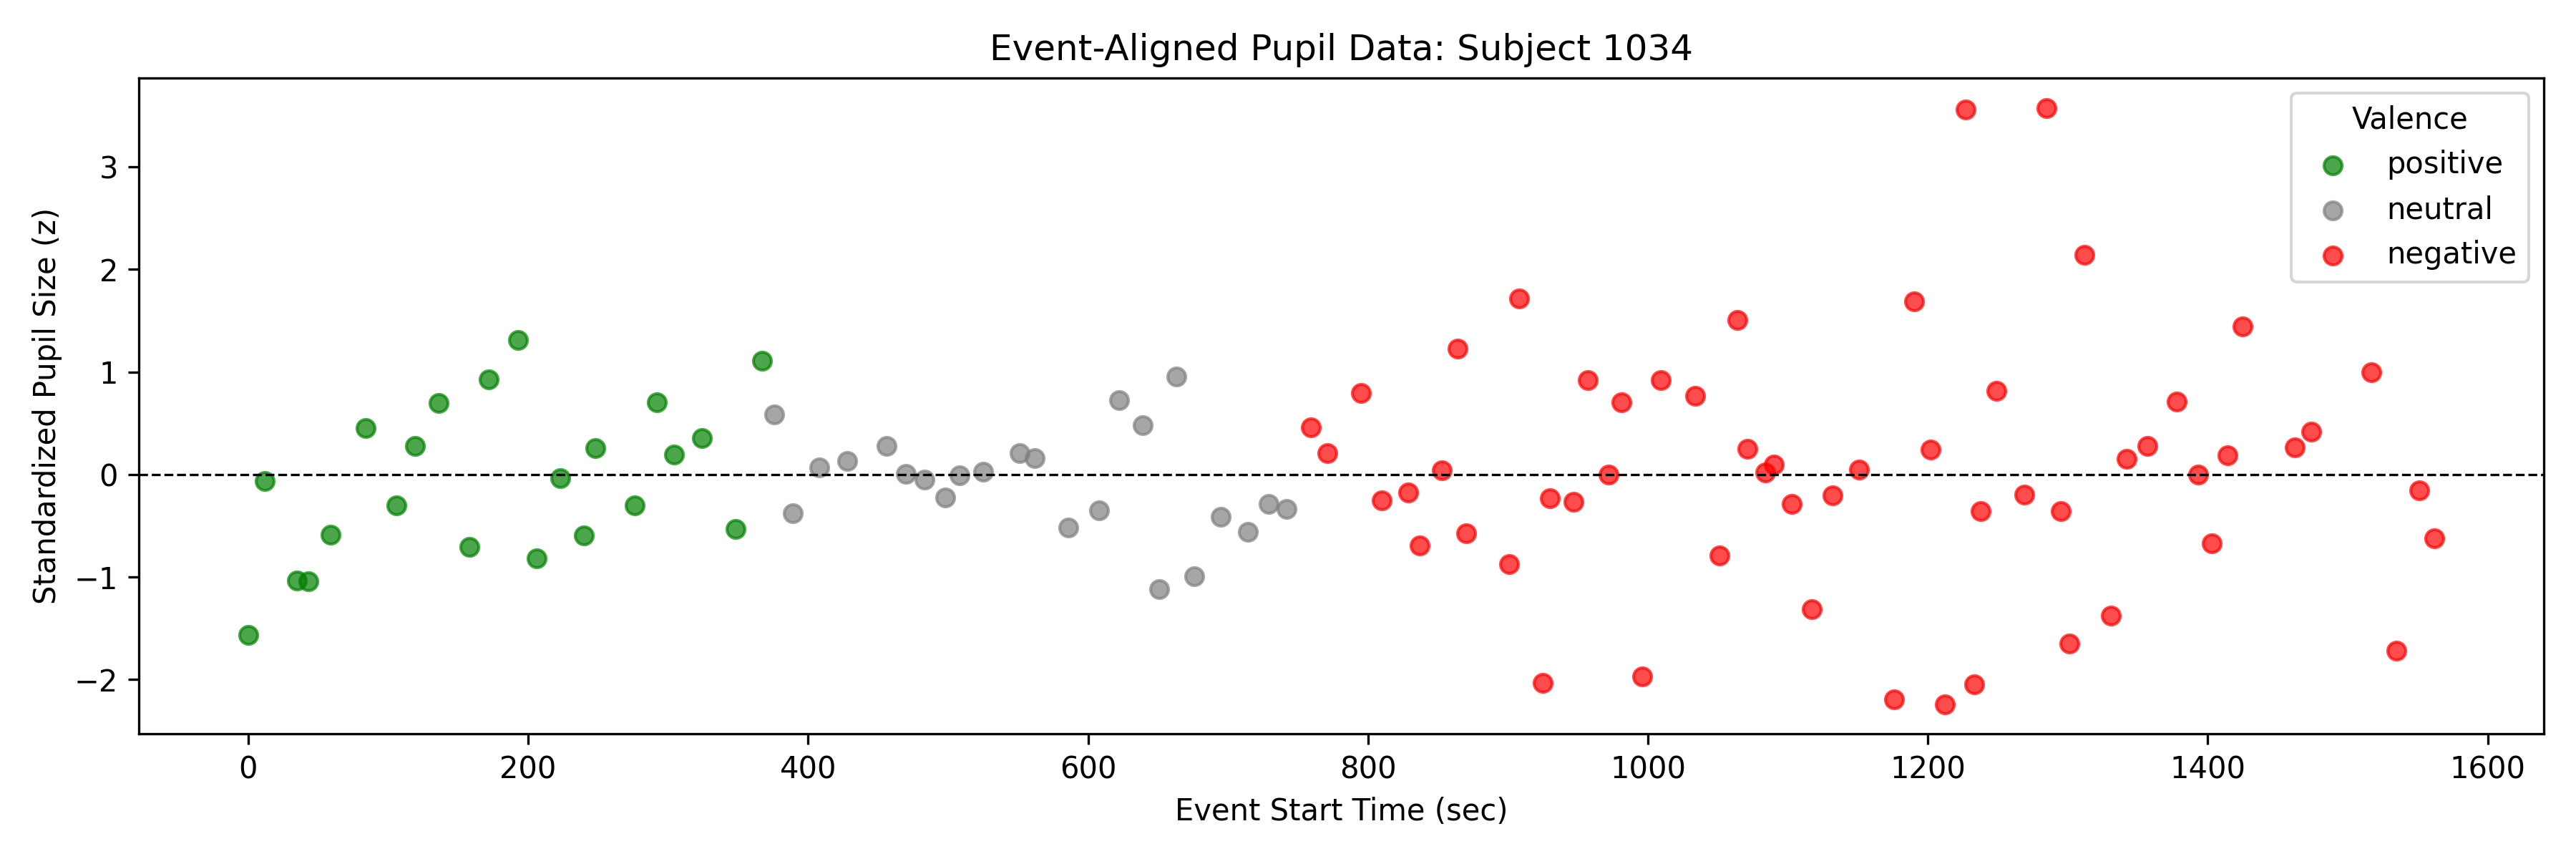 Event-Aligned Pupil Data: Subject 1034
Standardized Pupil Size (z)
3
2
1
0
−1
−2
Valence
positive
neutral
negative
0 200 400 600 800 1000 1200 1400 1600
Event Start Time (sec)